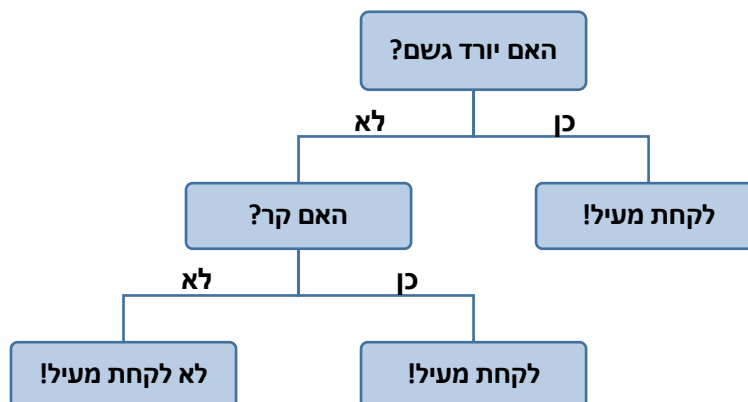 האם יורד גשם?
כן
לא
לקחת מעיל!
האם קר?
כן
לא
לקחת מעיל!
לא לקחת מעיל!